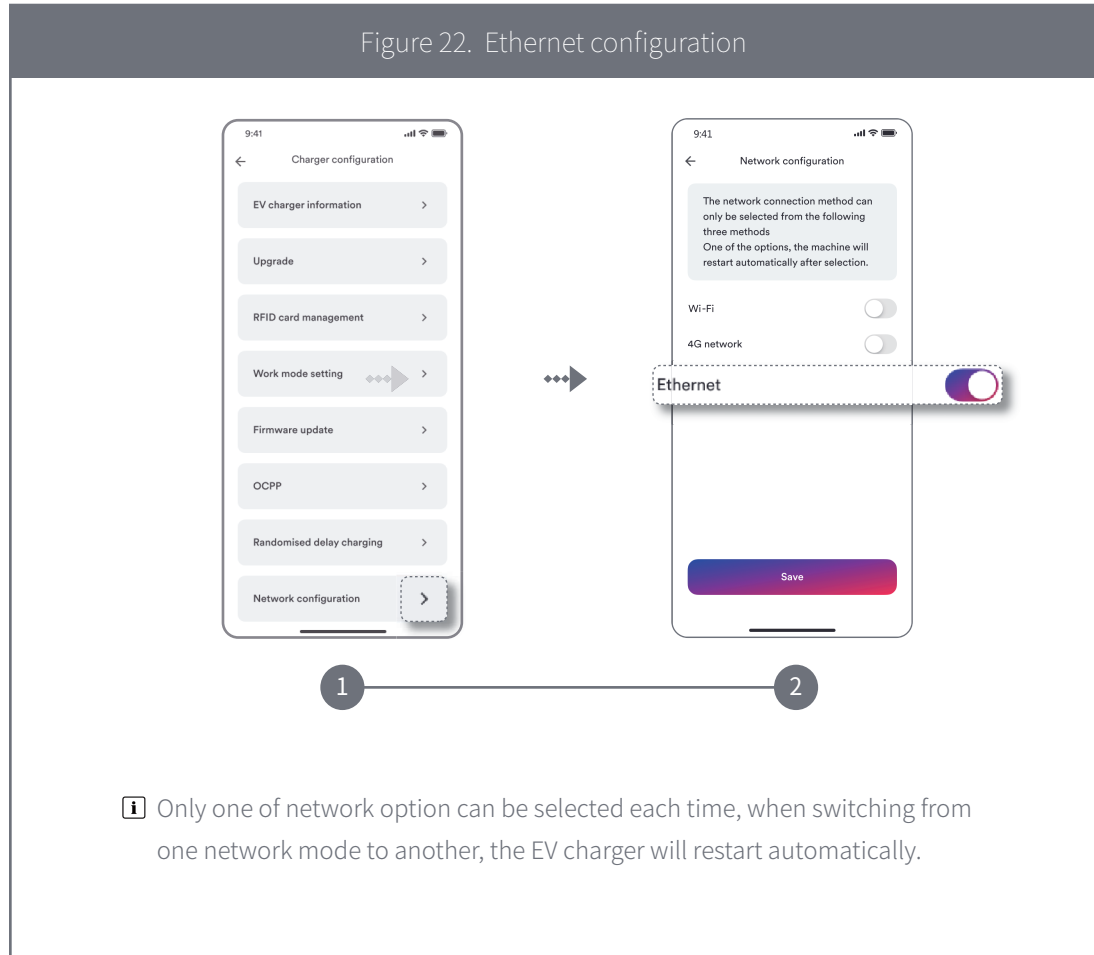 Figure 22. Ethernet configuration
9:41
Charger configuration
EV charger information
Upgrade
RFID card management
Work mode setting
Firmware update
OCPP
Randomised delay charging
Network configuration
1
9:41
Network configuration
The network connection method can
only be selected from the following
three methods
One of the options, the machine will
restart automatically after selection.
Wi-Fi
4G network
Ethernet
Save
2
i Only one of network option can be selected each time, when switching from
one network mode to another, the EV charger will restart automatically.